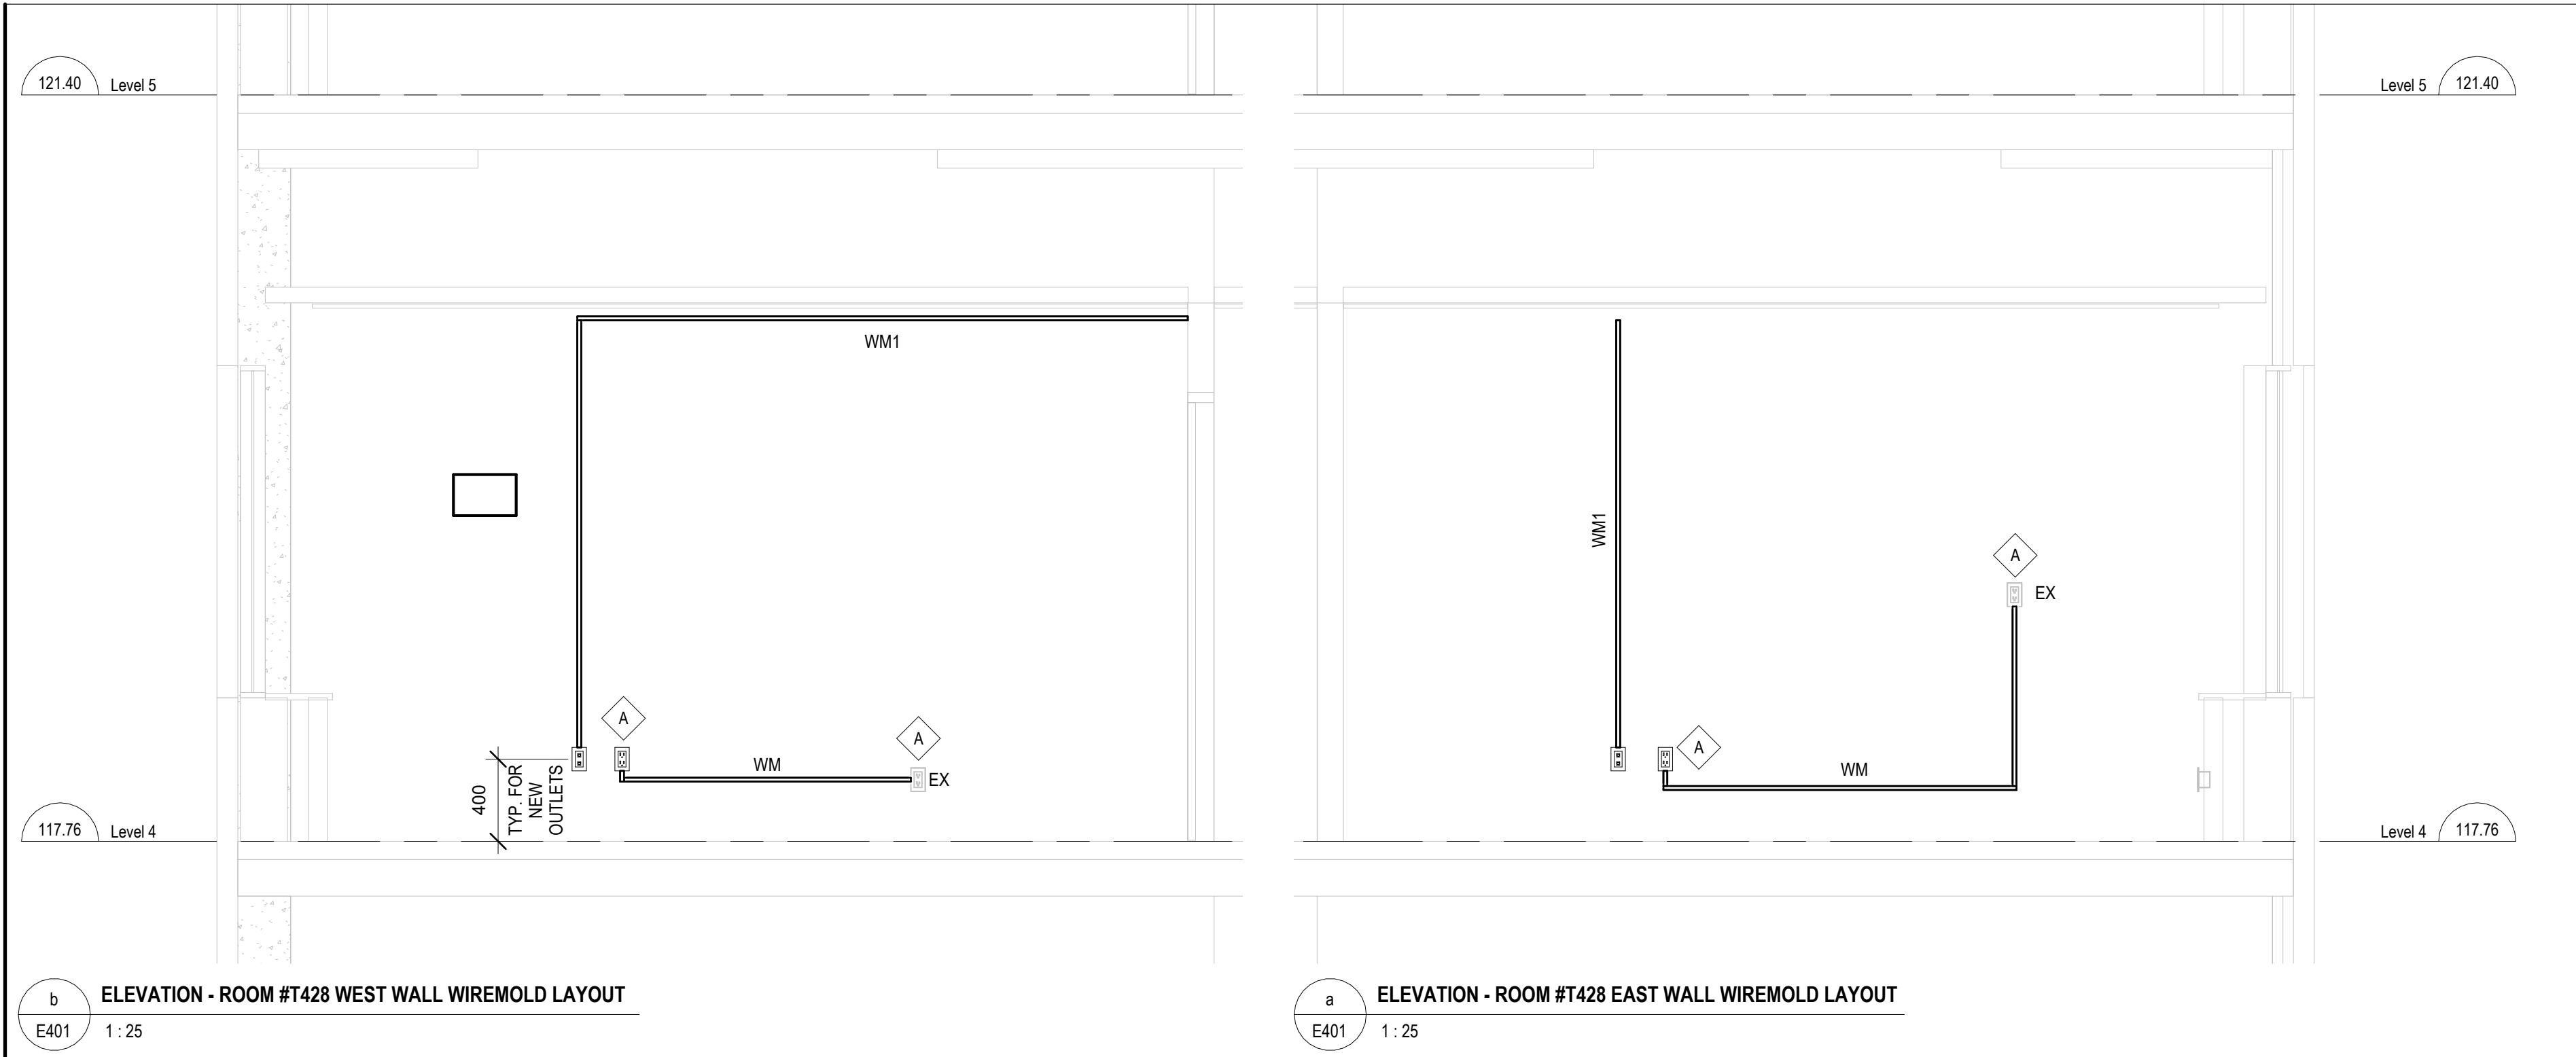 121.40 Level 5
Level 5 121.40
WM1
WM1
A
EX
A
A
WM
EX
A
WM
400
TYP. FOR
NEW
OUTLETS
117.76 Level 4
Level 4 117.76
b ELEVATION - ROOM #T428 WEST WALL WIREMOLD LAYOUT
E401 1 : 25
a ELEVATION - ROOM #T428 EAST WALL WIREMOLD LAYOUT
E401 1 : 25